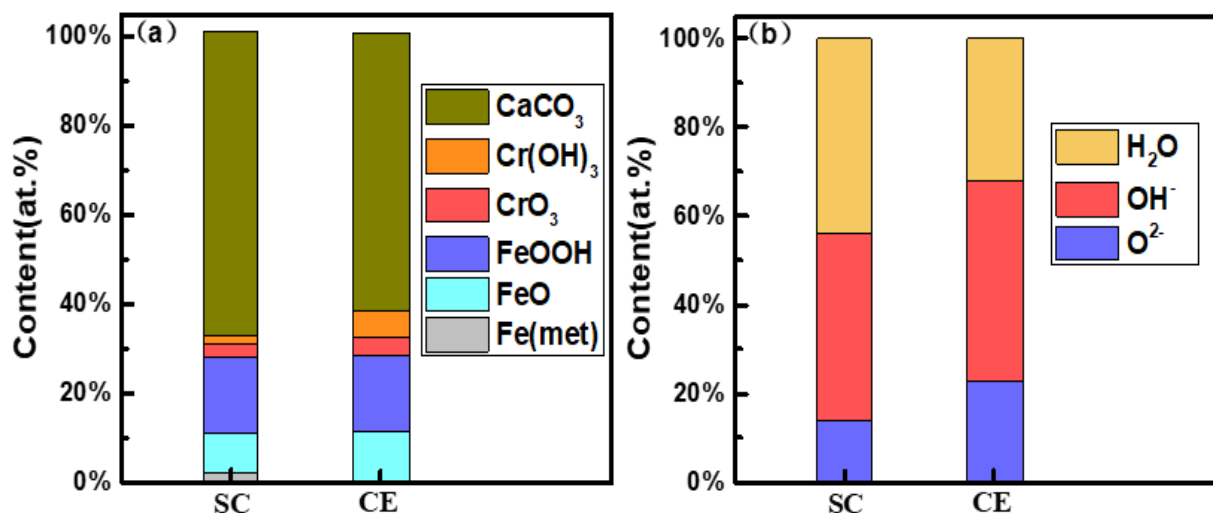 (a)
Content(at.%)
100%
80%
60%
40%
20%
0%
CaCO₃
Cr(OH)₃
CrO₃
FeOOH
FeO
Fe(met)
SC CE
(b)
Content(at.%)
100%
80%
60%
40%
20%
0%
H₂O
OH⁻
O²⁻
SC CE